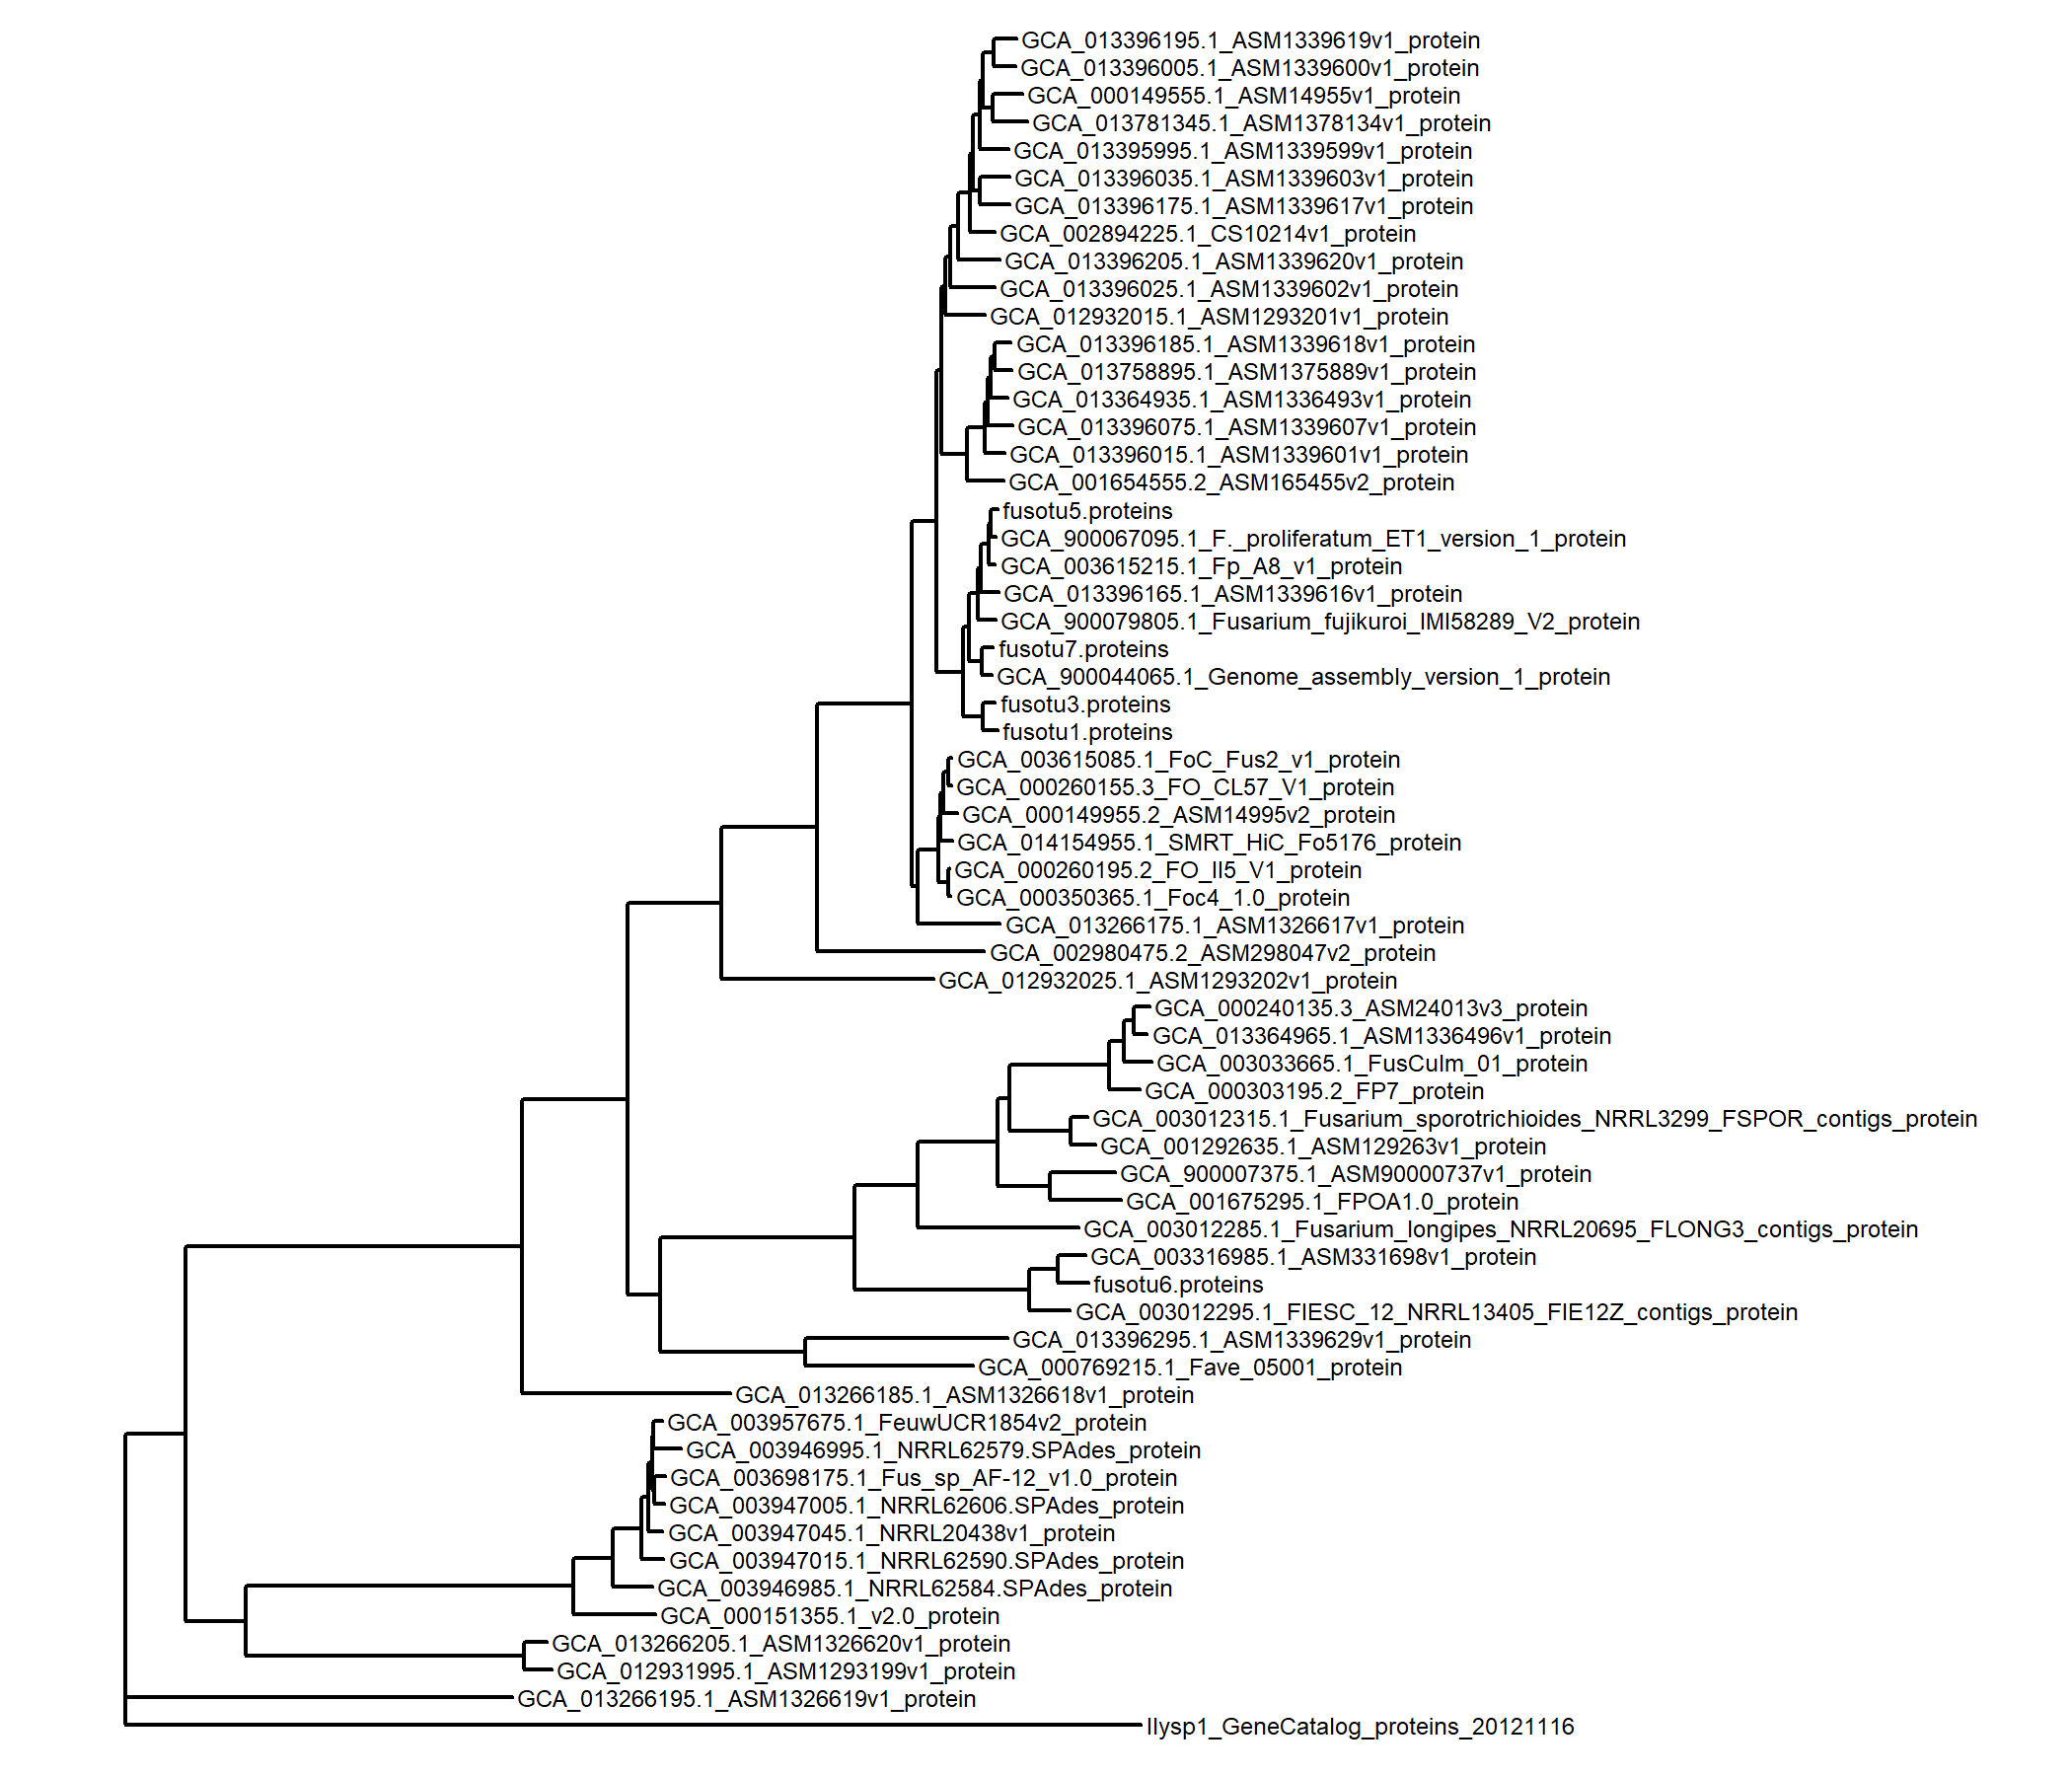 GCA_013396195.1_ASM1339619v1_protein
GCA_013396005.1_ASM1339600v1_protein
GCA_000149555.1_ASM14955v1_protein
GCA_013781345.1_ASM1378134v1_protein
GCA_013395995.1_ASM1339599v1_protein
GCA_013396035.1_ASM1339603v1_protein
GCA_013396175.1_ASM1339617v1_protein
GCA_002894225.1_CS10214v1_protein
GCA_013396205.1_ASM1339620v1_protein
GCA_013396025.1_ASM1339602v1_protein
GCA_012932015.1_ASM1293201v1_protein
GCA_013396185.1_ASM1339618v1_protein
GCA_013758895.1_ASM1375889v1_protein
GCA_013364935.1_ASM1336493v1_protein
GCA_013396075.1_ASM1339607v1_protein
GCA_013396015.1_ASM1339601v1_protein
GCA_001654555.2_ASM165455v2_protein
fusotu5.proteins
GCA_900067095.1_F._proliferatum_ET1_version_1_protein
GCA_003615215.1_Fp_A8_v1_protein
GCA_013396165.1_ASM1339616v1_protein
GCA_900079805.1_Fusarium_fujikuroi_IMI58289_V2_protein
fusotu7.proteins
GCA_900044065.1_Genome_assembly_version_1_protein
fusotu3.proteins
fusotu1.proteins
GCA_003615085.1_FoC_Fus2_v1_protein
GCA_000260155.3_FO_CL57_V1_protein
GCA_000149955.2_ASM14995v2_protein
GCA_014154955.1_SMRT_HiC_Fo5176_protein
GCA_000260195.2_FO_II5_V1_protein
GCA_000350365.1_Foc4_1.0_protein
GCA_013266175.1_ASM1326617v1_protein
GCA_002980475.2_ASM298047v2_protein
GCA_012932025.1_ASM1293202v1_protein
GCA_000240135.3_ASM24013v3_protein
GCA_013364965.1_ASM1336496v1_protein
GCA_003033665.1_FusCulm_01_protein
GCA_000303195.2_FP7_protein
GCA_003012315.1_Fusarium_sporotrichioides_NRRL3299_FSPOR_contigs_protein
GCA_001292635.1_ASM129263v1_protein
GCA_900007375.1_ASM90000737v1_protein
GCA_001675295.1_FPOA1.0_protein
GCA_003012285.1_Fusarium_longipes_NRRL20695_FLONG3_contigs_protein
GCA_003316985.1_ASM331698v1_protein
fusotu6.proteins
GCA_003012295.1_FIESC_12_NRRL13405_FIE12Z_contigs_protein
GCA_013396295.1_ASM1339629v1_protein
GCA_000769215.1_Fave_05001_protein
GCA_013266185.1_ASM1326618v1_protein
GCA_003957675.1_FeuwUCR1854v2_protein
GCA_003946995.1_NRRL62579.SPAdes_protein
GCA_003698175.1_Fus_sp_AF-12_v1.0_protein
GCA_003947005.1_NRRL62606.SPAdes_protein
GCA_003947045.1_NRRL20438v1_protein
GCA_003947015.1_NRRL62590.SPAdes_protein
GCA_003946985.1_NRRL62584.SPAdes_protein
GCA_000151355.1_v2.0_protein
GCA_013266205.1_ASM1326620v1_protein
GCA_012931995.1_ASM1293199v1_protein
GCA_013266195.1_ASM1326619v1_protein
Ilysp1_GeneCatalog_proteins_20121116